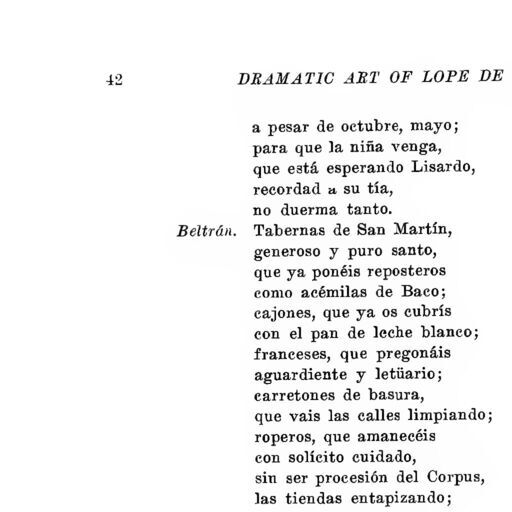 42 DRAMATIC ART OF LOPE DE
a pesar de octubre, mayo;
para que la niña venga,
que está esperando Lisardo,
recordad a su tía,
no duerma tanto.
Beltrán. Tabernas de San Martín,
generoso y puro santo,
que ya ponéis reposteros
como acémilas de Baco;
cajones, que ya os cubrís
con el pan de leche blanco;
franceses, que pregonáis
aguardiente y letüario;
carretones de basura,
que vais las calles limpiando;
roperos, que amanecéis
con solícito cuidado,
sin ser procesión del Corpus,
las tiendas entapizando;